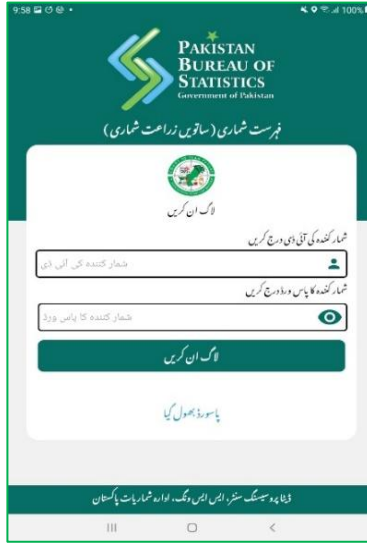 9:58
100%
PAKISTAN
BUREAU OF
STATISTICS
Government of Pakistan
فہرست شماری (ساتویں زراعت شماری)
لاگ ان کریں
شمار کنندہ کی آئی ڈی درج کریں
شمار کنندہ کی آئی ڈی
شمار کنندہ کا پاس ورڈ درج کریں
شمار کنندہ کا پاس ورڈ
لاگ ان کریں
پاسورڈ بھول گیا
ڈیٹا پروسیسنگ سنٹر، ایس ایس ونگ، ادارہ شماریات پاکستان